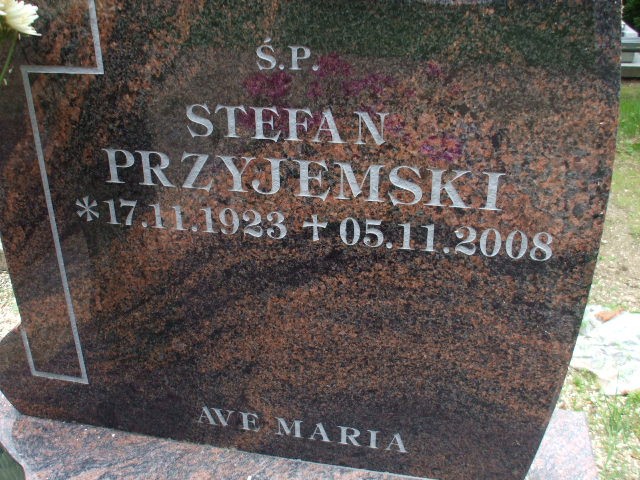 Ś.P.
STEFAN
PRZYJEMSKI
*17.11.1923 ✝ 05.11.2008
AVE MARIA